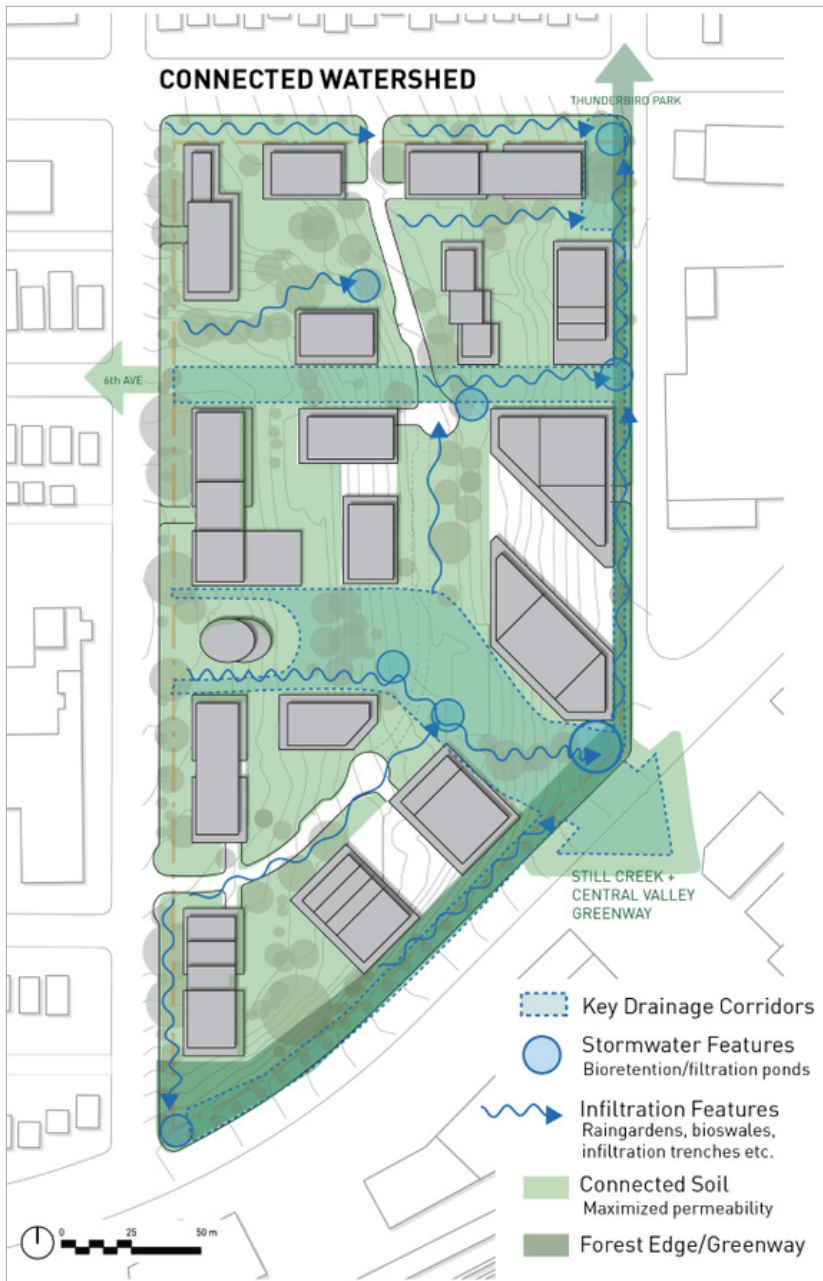 CONNECTED WATERSHED
THUNDERBIRD PARK
6th AVE
STILL CREEK +
CENTRAL VALLEY
GREENWAY
Key Drainage Corridors
Stormwater Features
Bioretention/filtration ponds
Infiltration Features
Raingardens, bioswales,
infiltration trenches etc.
Connected Soil
Maximized permeability
Forest Edge/Greenway
0 25 50 m